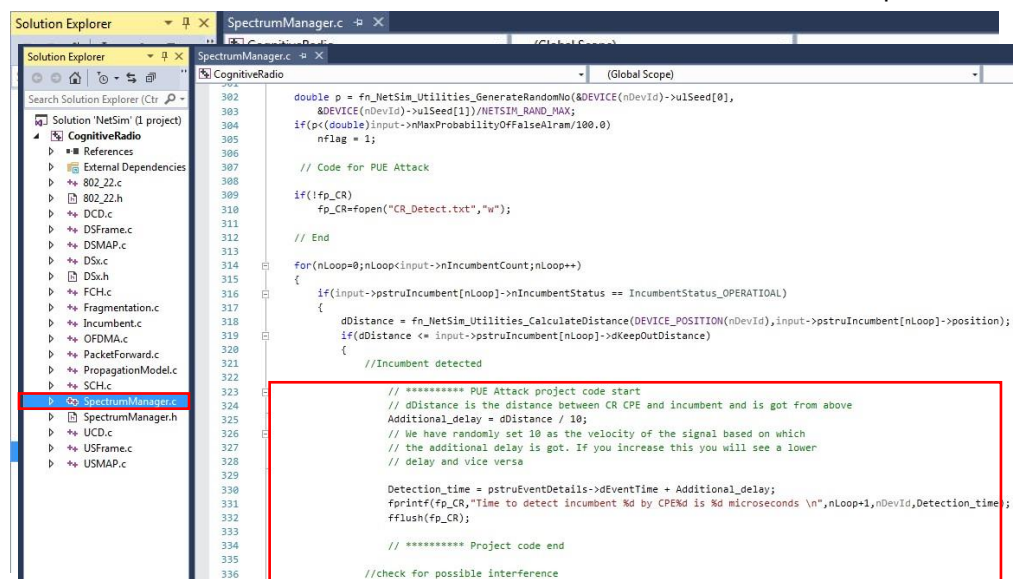 Solution Explorer
SpectrumManager.c
Solution Explorer
SpectrumManager.c
CognitiveRadio
(Global Scope)
Search Solution Explorer (Ctr
Solution 'NetSim' (1 project)
CognitiveRadio
References
External Dependencies
802_22.c
802_22.h
DCD.c
DSFrame.c
DSMAP.c
DSx.c
DSx.h
FCH.c
Fragmentation.c
Incumbent.c
OFDMA.c
PacketForward.c
PropagationModel.c
SCH.c
SpectrumManager.c
SpectrumManager.h
UCD.c
USFrame.c
USMAP.c
302 double p = fn_NetSim_Utilities_GenerateRandomNo(&DEVICE(nDevId)->ulSeed[0],
303 &DEVICE(nDevId)->ulSeed[1])/NETSIM_RAND_MAX;
304 if(p<(double)input->nMaxProbabilityOfFalseAlram/100.0)
305 nflag = 1;
306
307 // Code for PUE Attack
308
309 if(!fp_CR)
310 fp_CR=fopen("CR_Detect.txt","w");
311
312 // End
313
314 for(nLoop=0;nLoop<input->nIncumbentCount;nLoop++)
315 {
316 if(input->pstruIncumbent[nLoop]->nIncumbentStatus == IncumbentStatus_OPERATIOAL)
317 {
318 dDistance = fn_NetSim_Utilities_CalculateDistance(DEVICE_POSITION(nDevId),input->pstruIncumbent[nLoop]->position);
319 if(dDistance <= input->pstruIncumbent[nLoop]->dKeepOutDistance)
320 {
321 //Incumbent detected
322
323 // ********** PUE Attack project code start
324 // dDistance is the distance between CR CPE and incumbent and is got from above
325 Additional_delay = dDistance / 10;
326 // We have randomly set 10 as the velocity of the signal based on which
327 // the additional delay is got. If you increase this you will see a lower
328 // delay and vice versa
329
330 Detection_time = pstruEventDetails->dEventTime + Additional_delay;
331 fprintf(fp_CR,"Time to detect incumbent %d by CPE%d is %d microseconds \n",nLoop+1,nDevId,Detection_time);
332 fflush(fp_CR);
333
334 // ********** Project code end
335
336 //check for possible interference